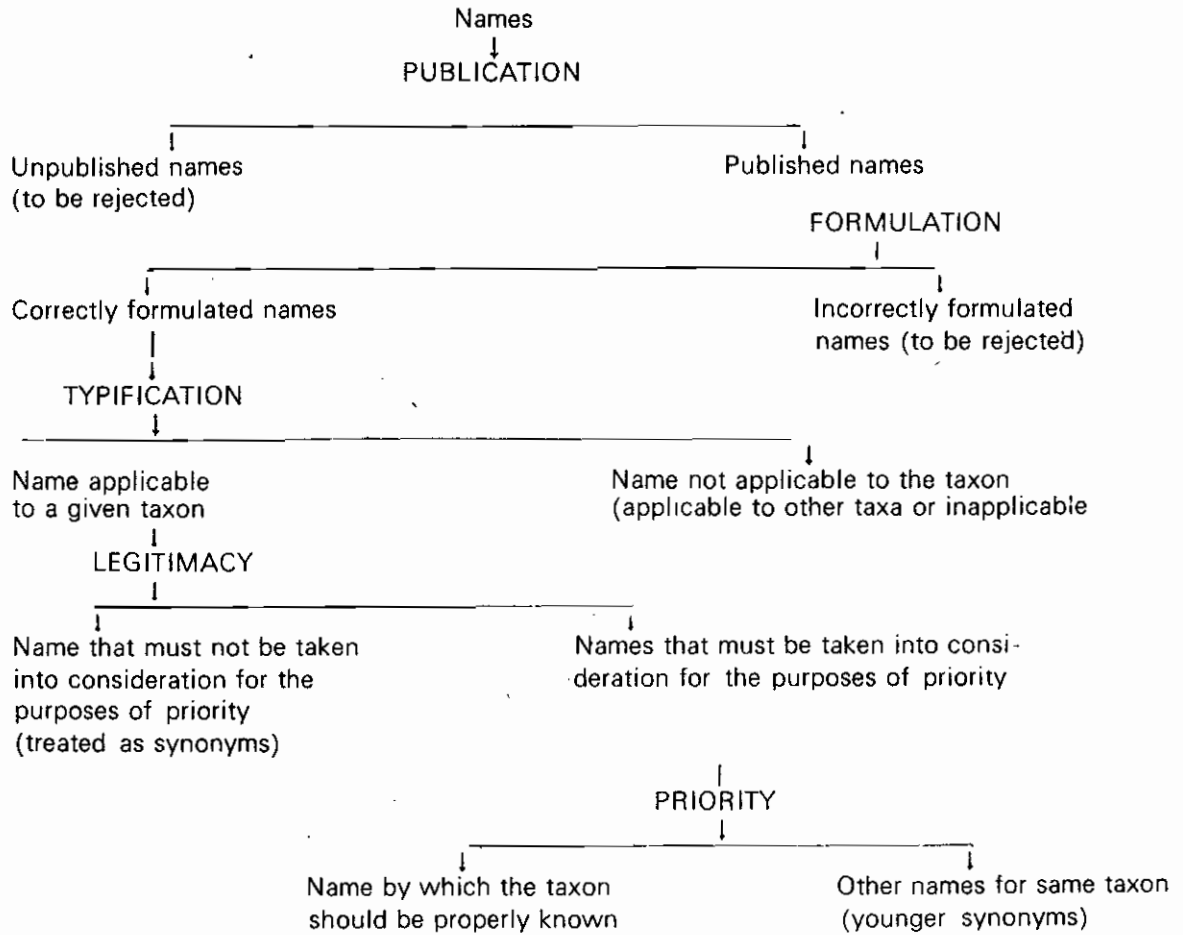 Names
PUBLICATION
Unpublished names
(to be rejected)
Published names
FORMULATION
Correctly formulated names
Incorrectly formulated
names (to be rejected)
TYPIFICATION
Name applicable
to a given taxon
Name not applicable to the taxon
(applicable to other taxa or inapplicable
LEGITIMACY
Name that must not be taken
into consideration for the
purposes of priority
(treated as synonyms)
Names that must be taken into consi-
deration for the purposes of priority
PRIORITY
Name by which the taxon
should be properly known
Other names for same taxon
(younger synonyms)